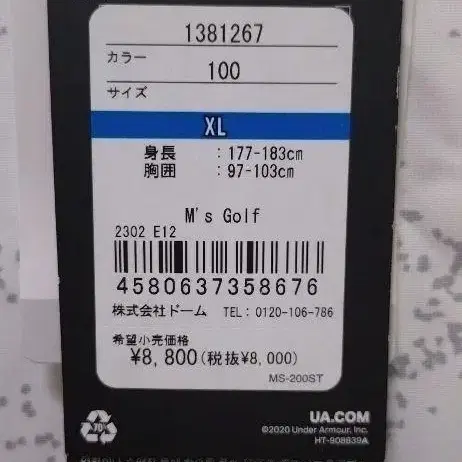 1381267
カラー
100
サイズ
XL
身長 :177-183cm
胸囲 :97-103cm
M's Golf
2302 E12
4580637358676
株式会社ドーム TEL: 0120-106-786
希望小売価格
¥8,800(税抜¥8,000)
MS-200ST
70%
UA.COM
©2020 Under Armour, Inc.
HT-908839A